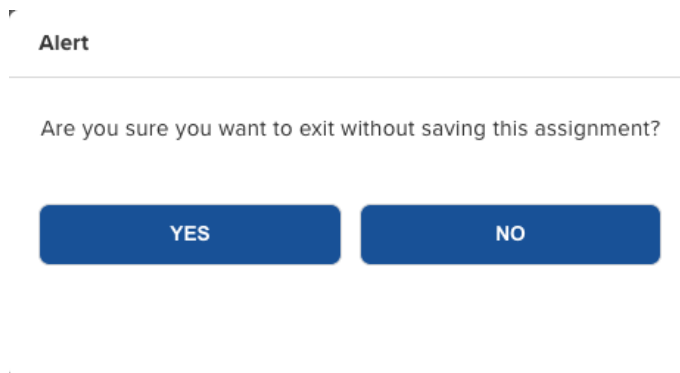 Alert
Are you sure you want to exit without saving this assignment?
YES
NO